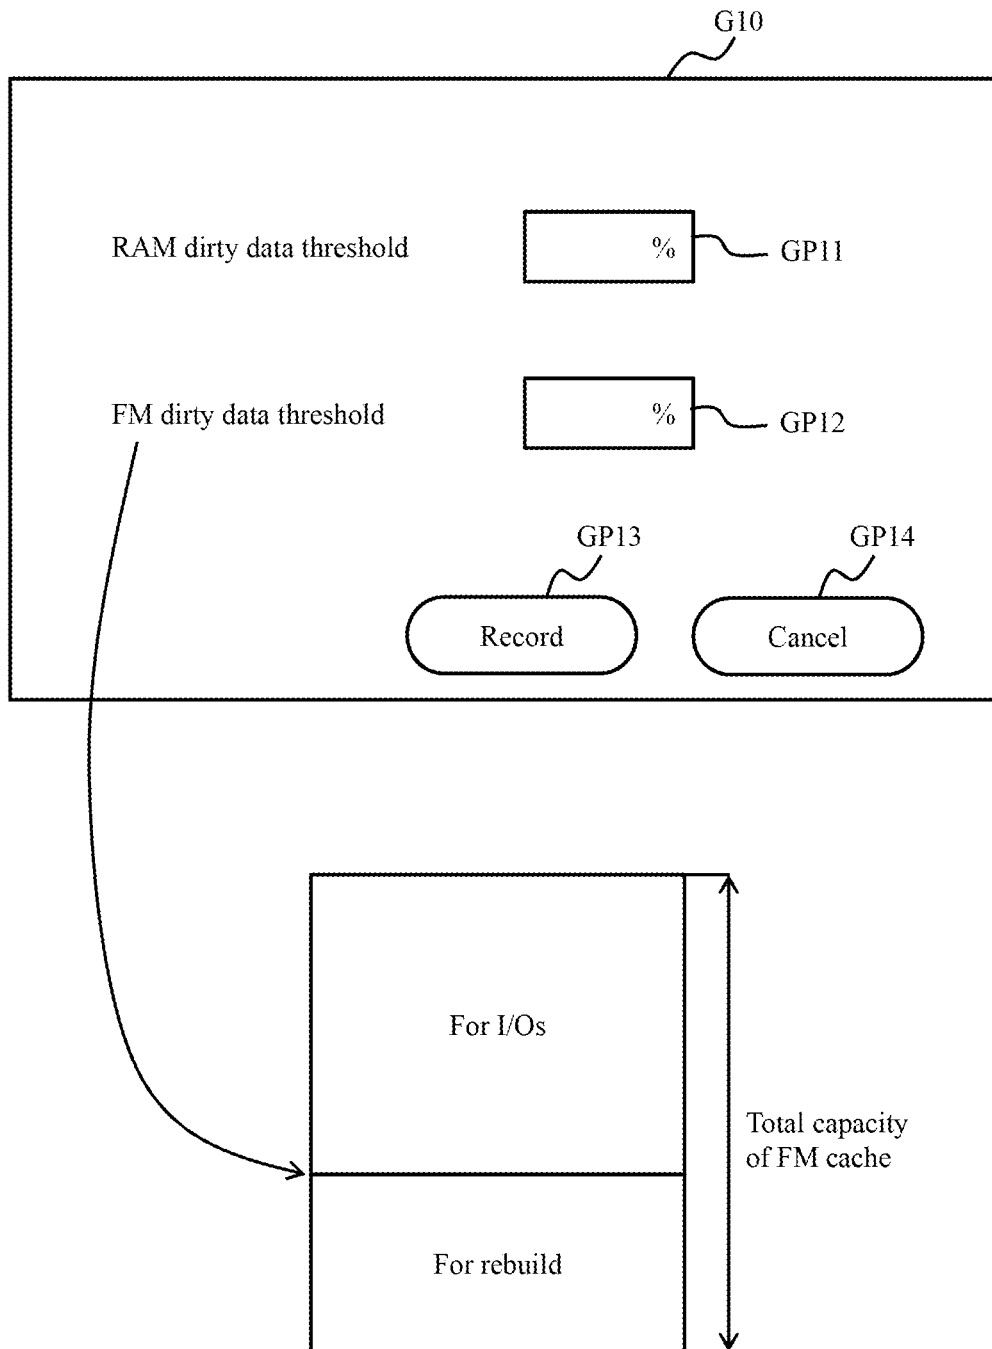 G10
RAM dirty data threshold
%
GP11
FM dirty data threshold
%
GP12
GP13
GP14
Record
Cancel
For I/Os
Total capacity
of FM cache
For rebuild